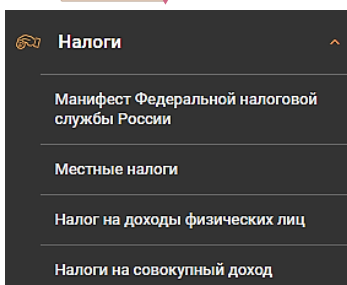 Налоги
Манифест Федеральной налоговой
службы России
Местные налоги
Налог на доходы физических лиц
Налоги на совокупный доход